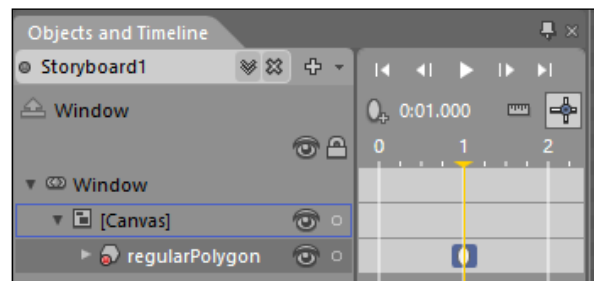 Objects and Timeline
Storyboard1
Window
0:01.000
0 1 2
Window
[Canvas]
regularPolygon